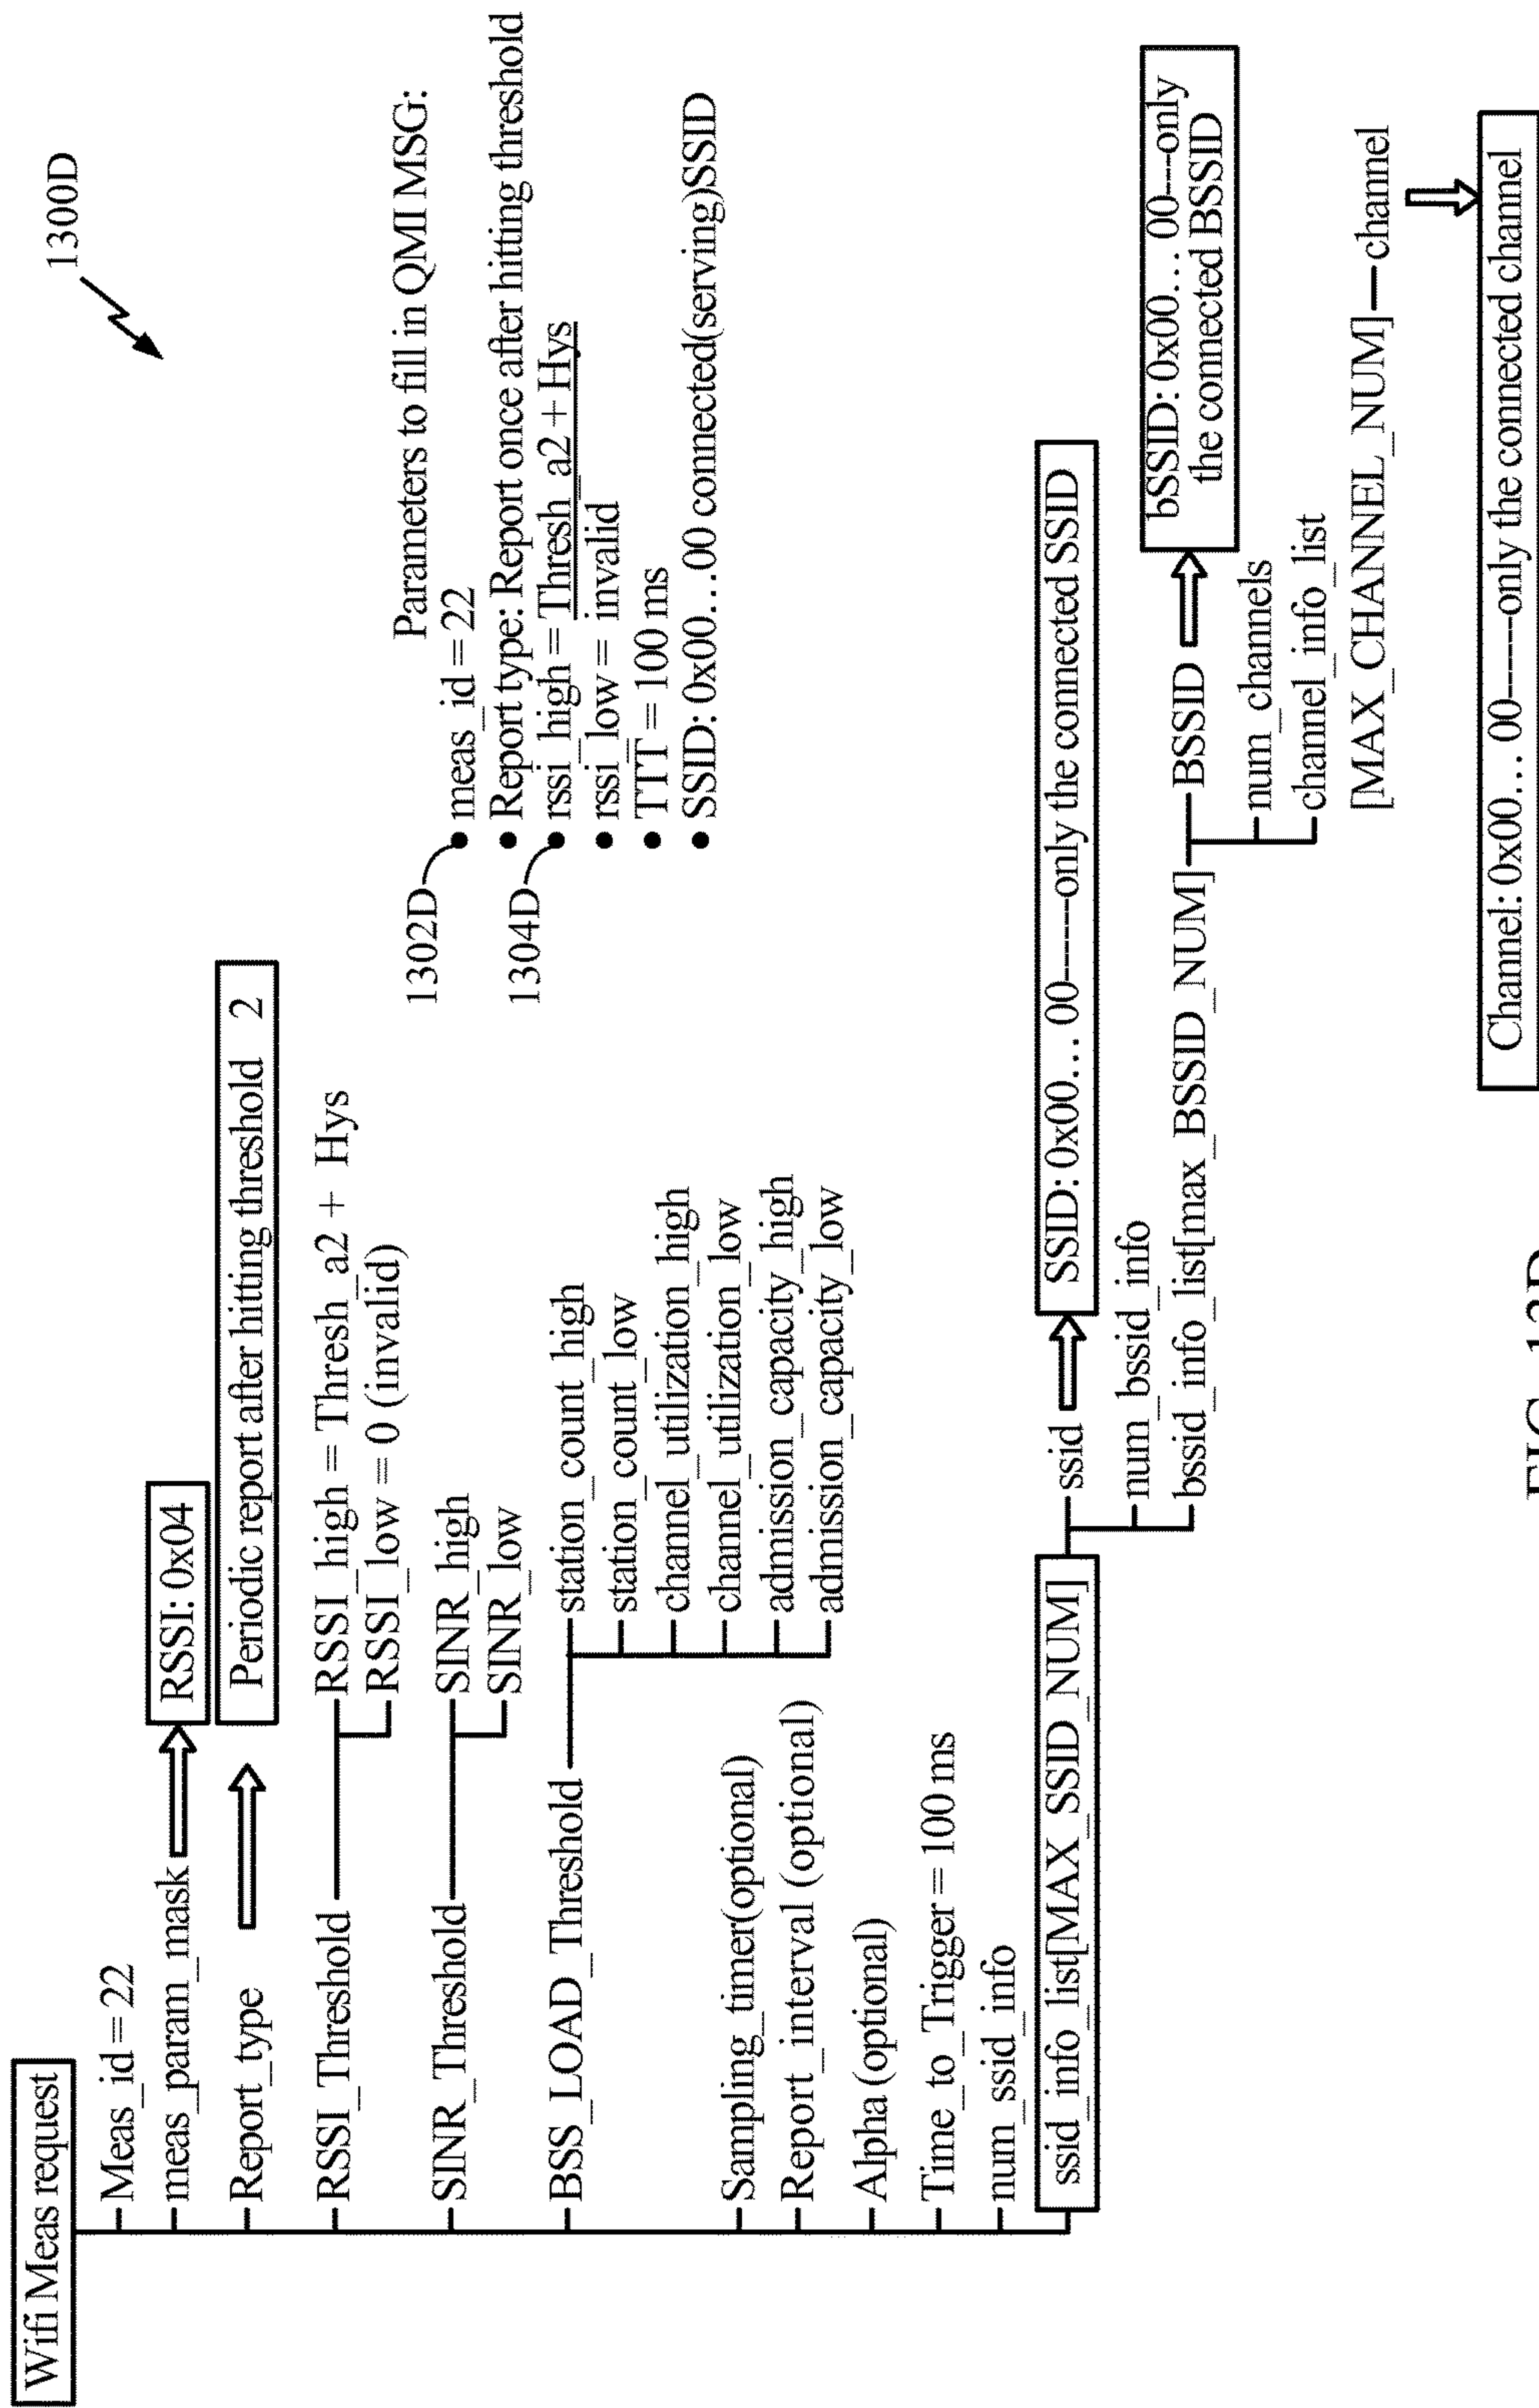 1300D
Wifi Meas request
Meas_id = 22
meas_param_mask
RSSI: 0x04
Report_type
Periodic report after hitting threshold 2
RSSI_Threshold
RSSI_high = Thresh_a2 + Hys
RSSI_low = 0 (invalid)
SINR_Threshold
SINR_high
SINR_low
BSS_LOAD_Threshold
station_count_high
station_count_low
channel_utilization_high
channel_utilization_low
admission_capacity_high
admission_capacity_low
Sampling_timer(optional)
Report_interval (optional)
Alpha (optional)
Time_to_Trigger = 100 ms
num_ssid_info
ssid_info_list[MAX_SSID_NUM]
Parameters to fill in QMI MSG:
1302D
• meas_id = 22
• Report type: Report once after hitting threshold
1304D
• rssi_high = Thresh_a2 + Hys
• rssi_low = invalid
• TTT = 100 ms
• SSID: 0x00…00 connected(serving)SSID
ssid
SSID: 0x00… 00-------only the connected SSID
num_bssid_info
bssid_info_list[max_BSSID_NUM]
BSSID
bSSID: 0x00… 00---only
the connected BSSID
num_channels
channel_info_list
[MAX_CHANNEL_NUM]
channel
Channel: 0x00… 00-------only the connected channel